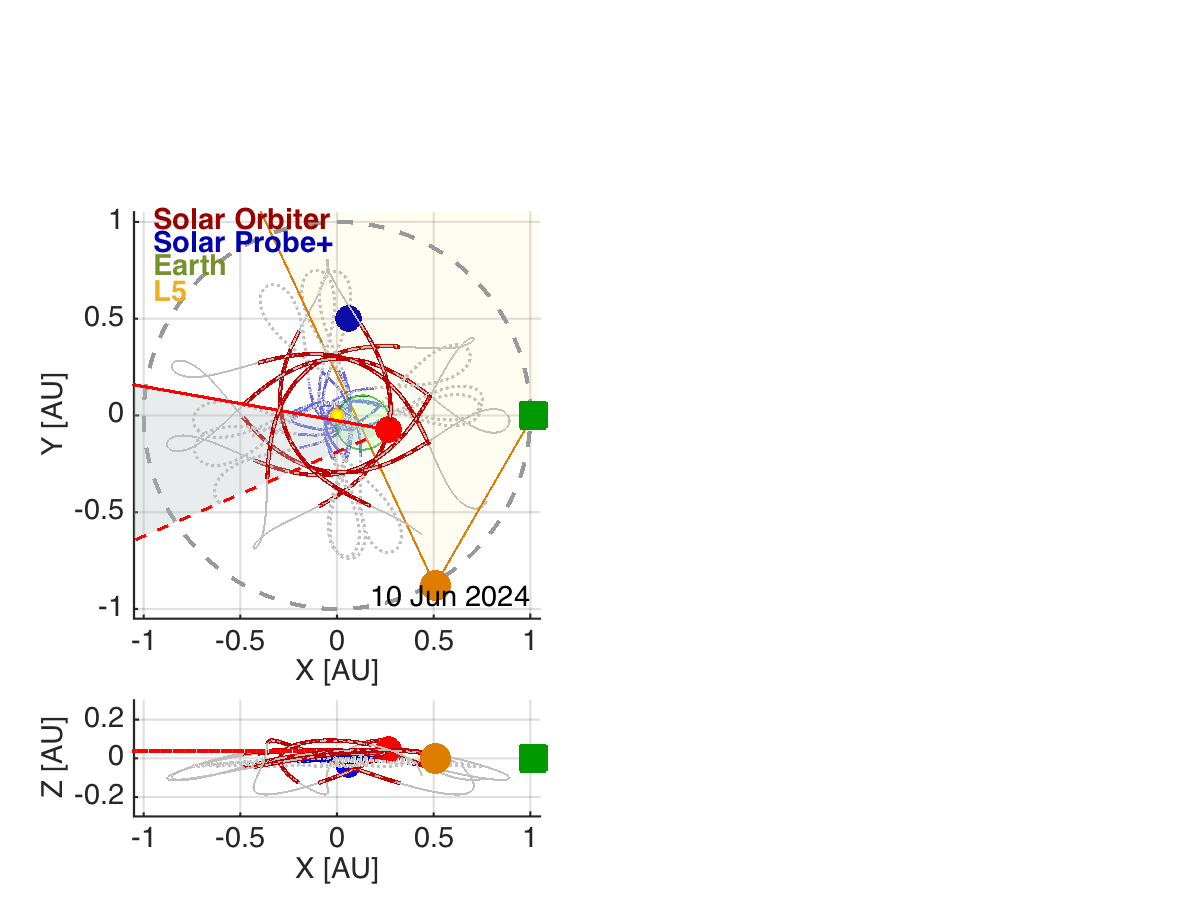 Solar Orbiter
Solar Probe+
Earth
L5
1
0.5
0
-0.5
-1
Y [AU]
10 Jun 2024
-1 -0.5 0 0.5 1
X [AU]
0.2
0
-0.2
Z [AU]
-1 -0.5 0 0.5 1
X [AU]